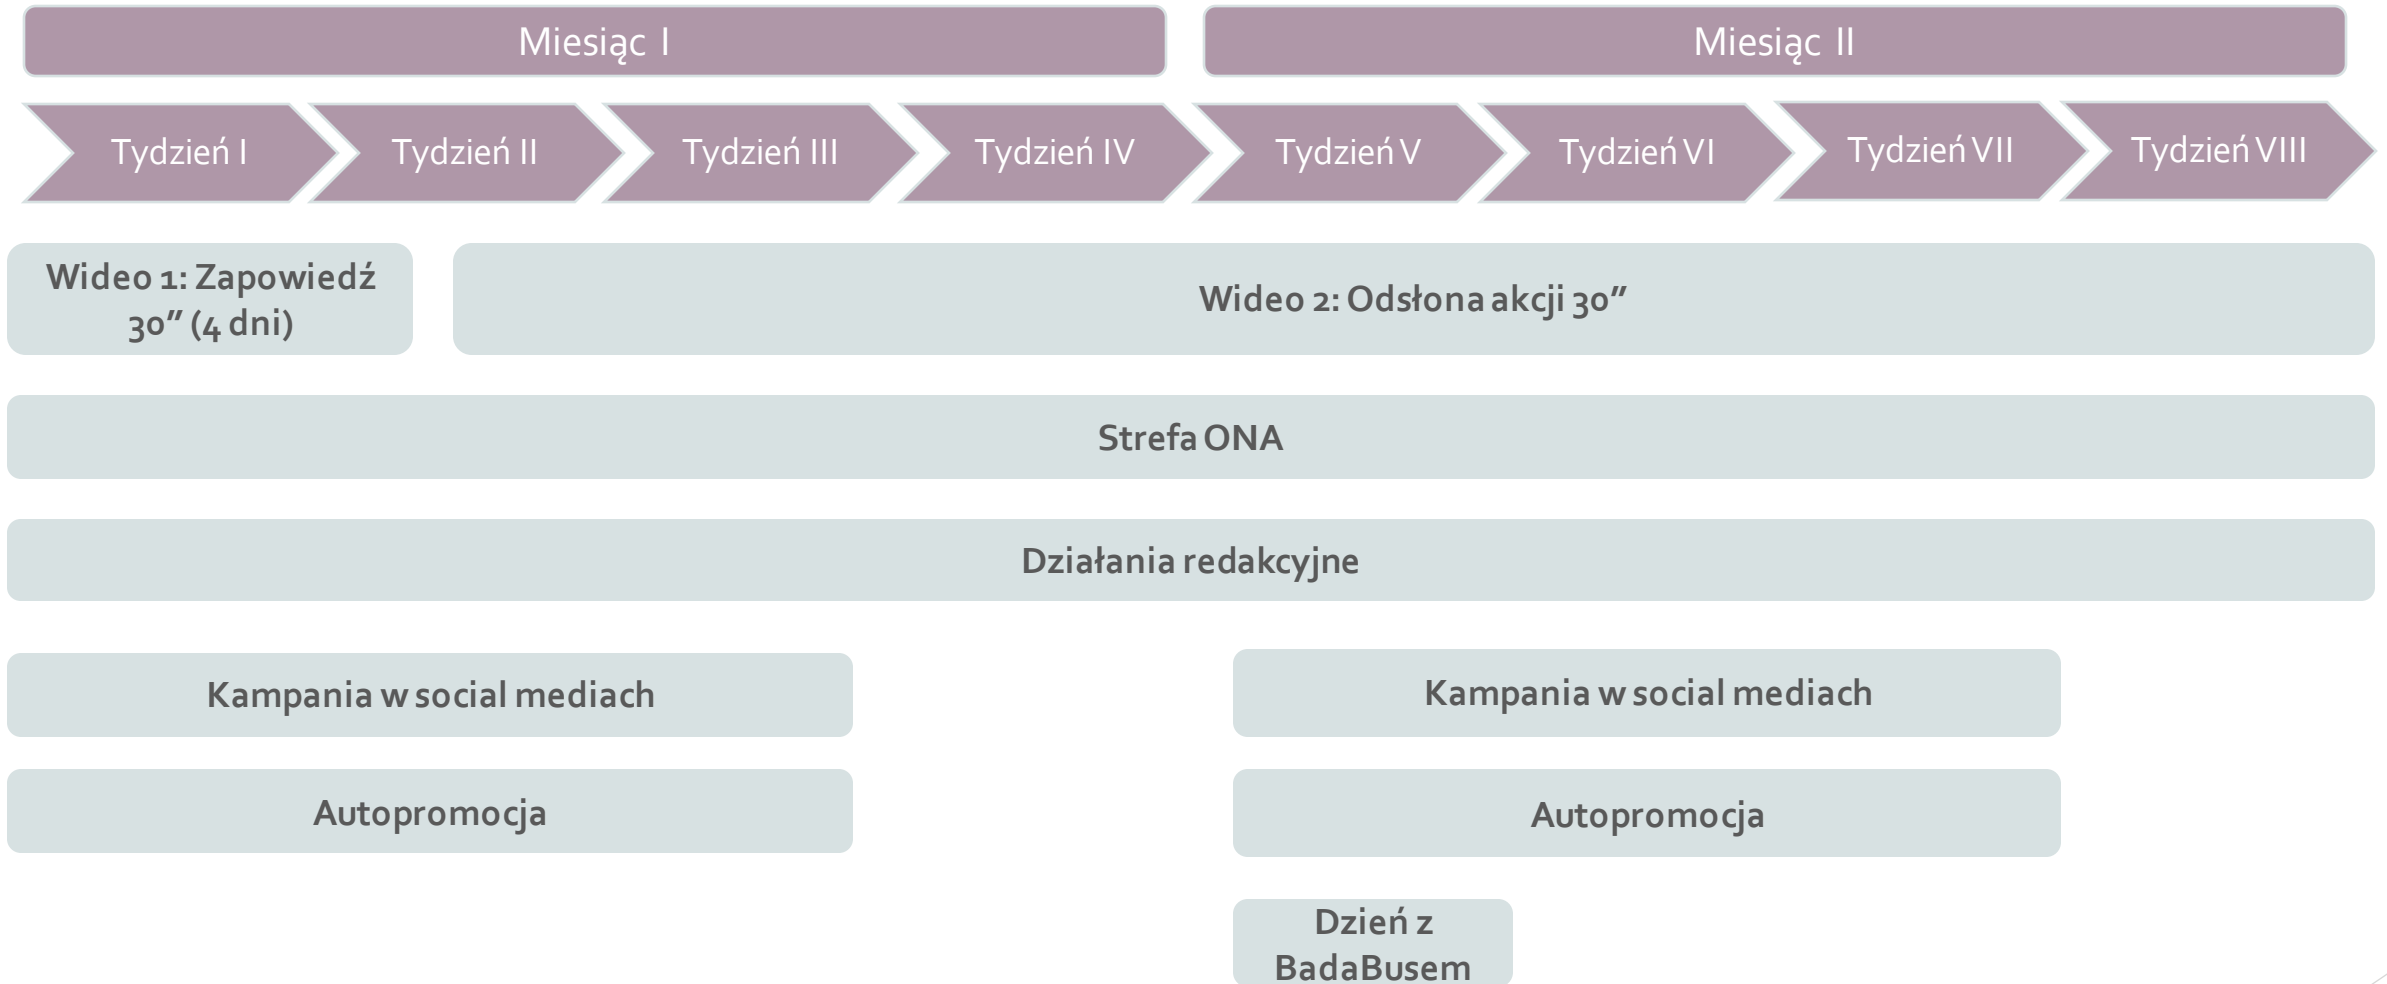 Miesiąc I
Miesiąc II
Tydzień I
Tydzień II
Tydzień III
Tydzień IV
Tydzień V
Tydzień VI
Tydzień VII
Tydzień VIII
Wideo 1: Zapowiedź
30” (4 dni)
Wideo 2: Odsłona akcji 30”
Strefa ONA
Działania redakcyjne
Kampania w social mediach
Kampania w social mediach
Autopromocja
Autopromocja
Dzień z
BadaBusem